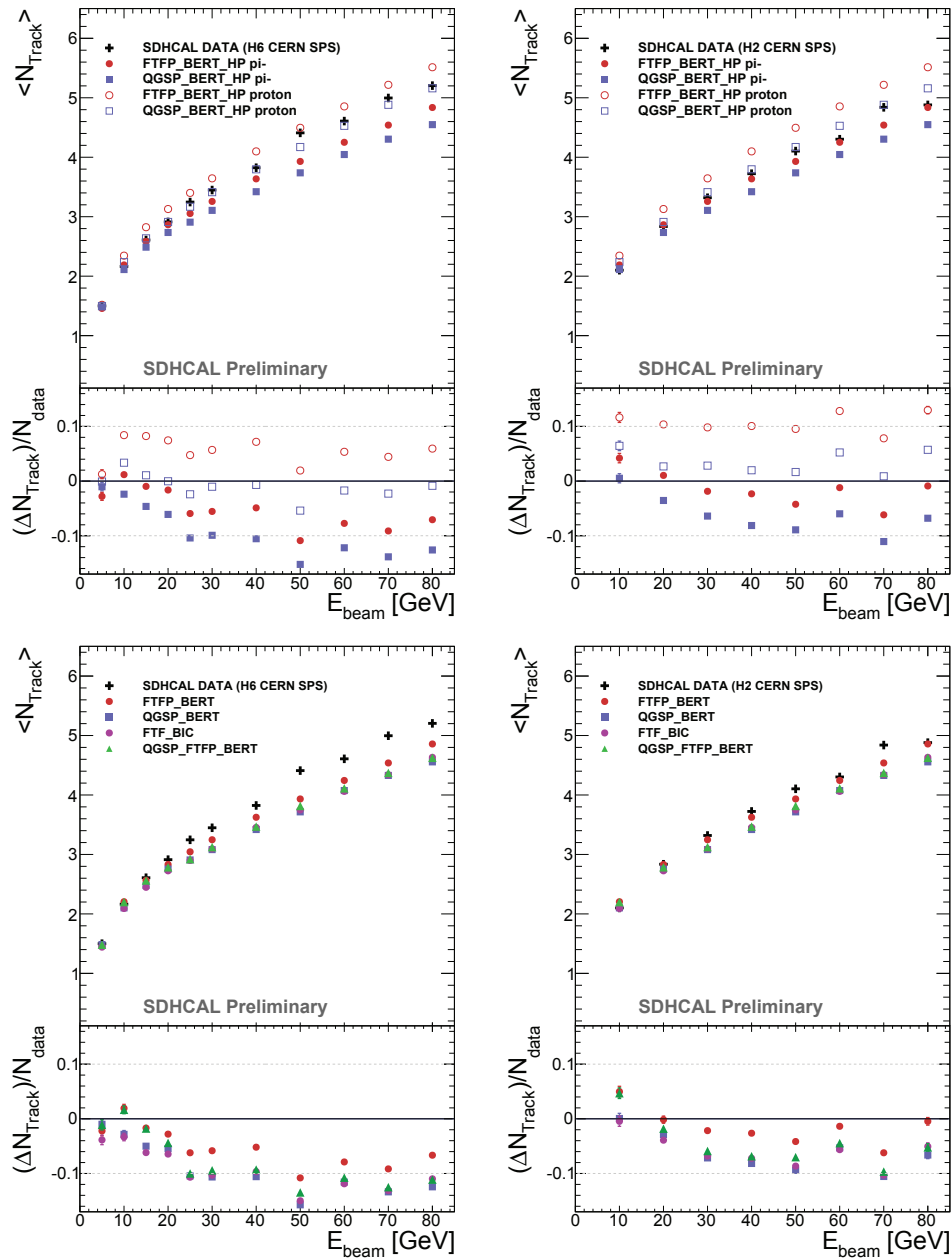 <N_Track>
6
5
4
3
2
1
SDHCAL DATA (H6 CERN SPS)
FTFP_BERT_HP pi-
QGSP_BERT_HP pi-
FTFP_BERT_HP proton
QGSP_BERT_HP proton
SDHCAL Preliminary
(ΔN_Track)/N_data
0.1
0
-0.1
0 10 20 30 40 50 60 70 80
E_beam [GeV]
<N_Track>
6
5
4
3
2
1
SDHCAL DATA (H2 CERN SPS)
FTFP_BERT_HP pi-
QGSP_BERT_HP pi-
FTFP_BERT_HP proton
QGSP_BERT_HP proton
SDHCAL Preliminary
(ΔN_Track)/N_data
0.1
0
-0.1
0 10 20 30 40 50 60 70 80
E_beam [GeV]
<N_Track>
6
5
4
3
2
1
SDHCAL DATA (H6 CERN SPS)
FTFP_BERT
QGSP_BERT
FTF_BIC
QGSP_FTFP_BERT
SDHCAL Preliminary
(ΔN_Track)/N_data
0.1
0
-0.1
0 10 20 30 40 50 60 70 80
E_beam [GeV]
<N_Track>
6
5
4
3
2
1
SDHCAL DATA (H2 CERN SPS)
FTFP_BERT
QGSP_BERT
FTF_BIC
QGSP_FTFP_BERT
SDHCAL Preliminary
(ΔN_Track)/N_data
0.1
0
-0.1
0 10 20 30 40 50 60 70 80
E_beam [GeV]